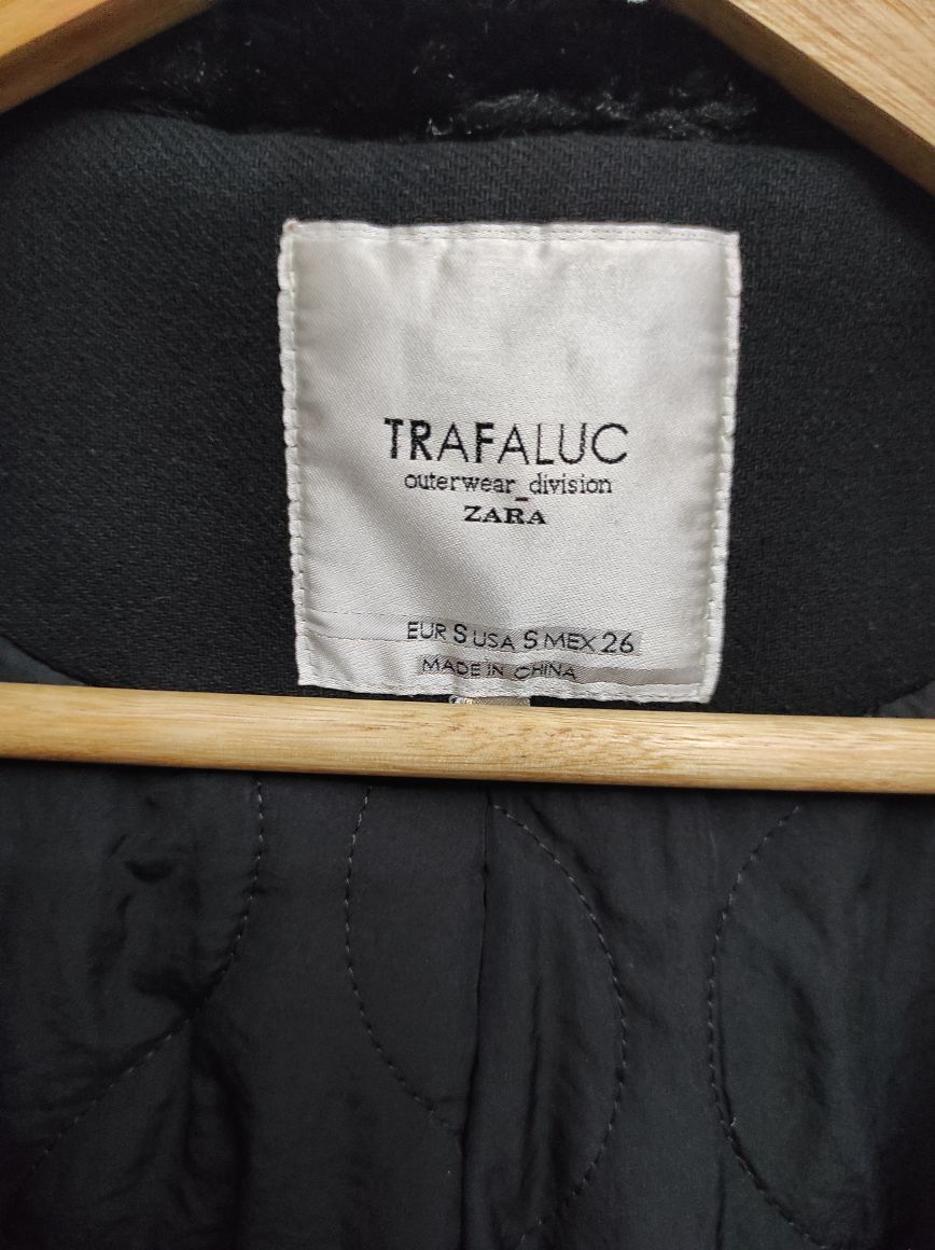 TRAFALUC
outerwear_division
ZARA
EUR S USA S MEX 26
MADE IN CHINA